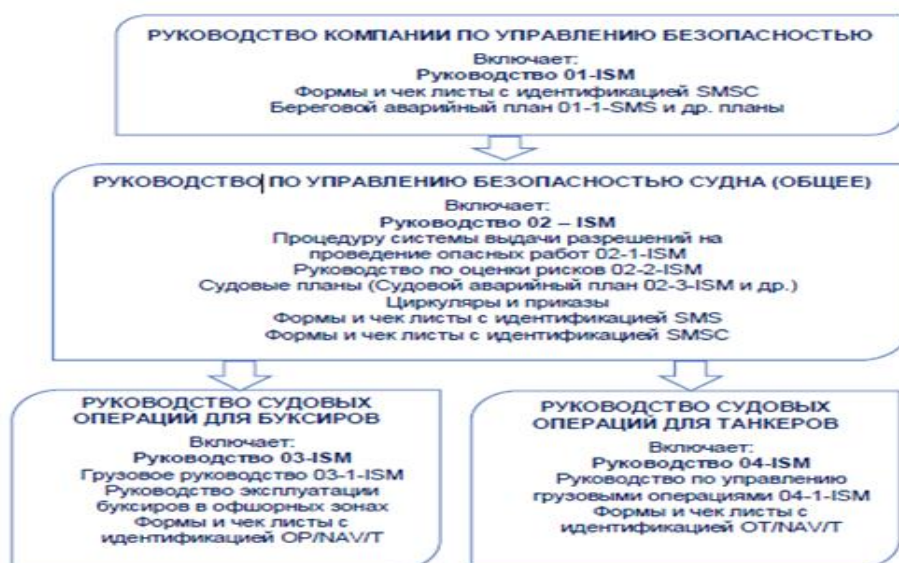 РУКОВОДСТВО КОМПАНИИ ПО УПРАВЛЕНИЮ БЕЗОПАСНОСТЬЮ
Включает:
Руководство 01-ISM
Формы и чек листы с идентификацией SMSC
Береговой аварийный план 01-1-SMS и др. планы
РУКОВОДСТВО ПО УПРАВЛЕНИЮ БЕЗОПАСНОСТЬЮ СУДНА (ОБЩЕЕ)
Включает:
Руководство 02 – ISM
Процедуру системы выдачи разрешений на
проведение опасных работ 02-1-ISM
Руководство по оценки рисков 02-2-ISM
Судовые планы (Судовой аварийный план 02-3-ISM и др.)
Циркуляры и приказы
Формы и чек листы с идентификацией SMS
Формы и чек листы с идентификацией SMSC
РУКОВОДСТВО СУДОВЫХ
ОПЕРАЦИЙ ДЛЯ БУКСИРОВ
Включает:
Руководство 03-ISM
Грузовое руководство 03-1-ISM
Руководство эксплуатации
буксиров в офшорных зонах
Формы и чек листы с
идентификацией OP/NAV/T
РУКОВОДСТВО СУДОВЫХ
ОПЕРАЦИЙ ДЛЯ ТАНКЕРОВ
Включает:
Руководство 04-ISM
Руководство по управлению
грузовыми операциями 04-1-ISM
Формы и чек листы с
идентификацией OT/NAV/T